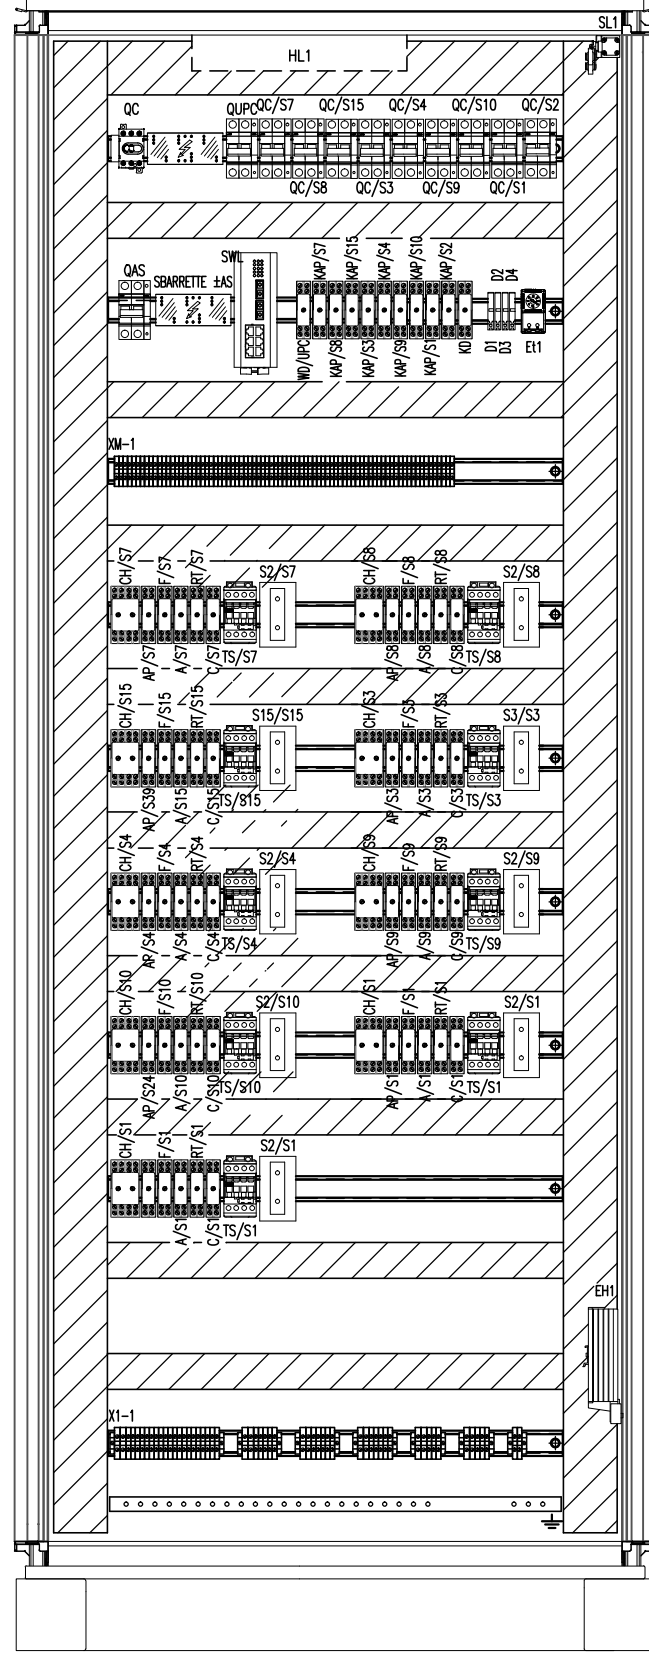 SL1
HL1
QC
QUPC
QC/S7
QC/S15
QC/S4
QC/S10
QC/S2
QC/S8
QC/S3
QC/S9
QC/S1
QAS
SBARRETTE ±AS
SWL
KAP/S7
KAP/S15
KAP/S4
KAP/S10
KAP/S2
D2
D4
WD/UPC
KAP/S8
KAP/S3
KAP/S9
KAP/S1
KD
D1
D3
Et1
XM-1
CH/S7
F/S7
RT/S7
S2/S7
CH/S8
F/S8
RT/S8
S2/S8
AP/S7
A/S7
C/S7
TS/S7
AP/S8
A/S8
C/S8
TS/S8
CH/S15
F/S15
RT/S15
S15/S15
CH/S3
F/S3
RT/S3
S3/S3
AP/S39
A/S15
C/S15
TS/S15
AP/S3
A/S3
C/S3
TS/S3
CH/S4
F/S4
RT/S4
S2/S4
CH/S9
F/S9
RT/S9
S2/S9
AP/S4
A/S4
C/S4
TS/S4
AP/S9
A/S9
C/S9
TS/S9
CH/S10
F/S10
RT/S10
S2/S10
CH/S1
F/S1
RT/S1
S2/S1
AP/S24
A/S10
C/S10
TS/S10
AP/S1
A/S1
C/S1
TS/S1
CH/S1
F/S1
RT/S1
S2/S1
A/S1
C/S1
TS/S1
EH1
X1-1